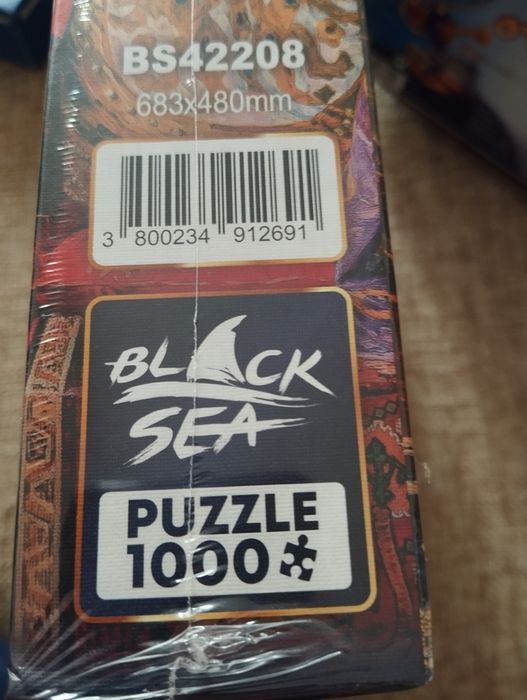 BS42208
683x480mm
3 800234 912691
BLACK
SEA
PUZZLE
1000